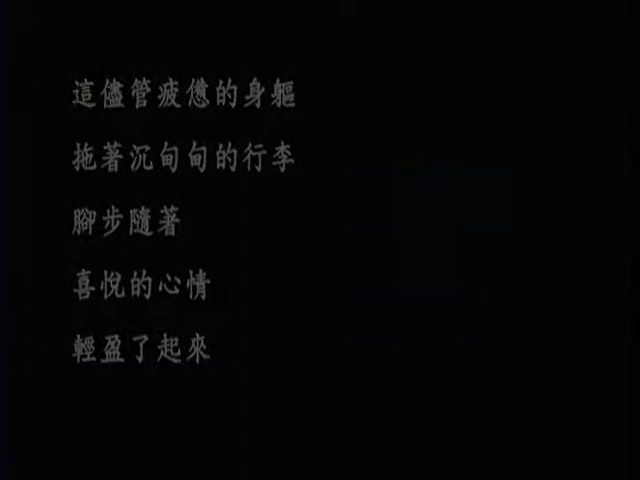 這儘管疲憊的身軀
拖著沉甸甸的行李
腳步隨著
喜悅的心情
輕盈了起來